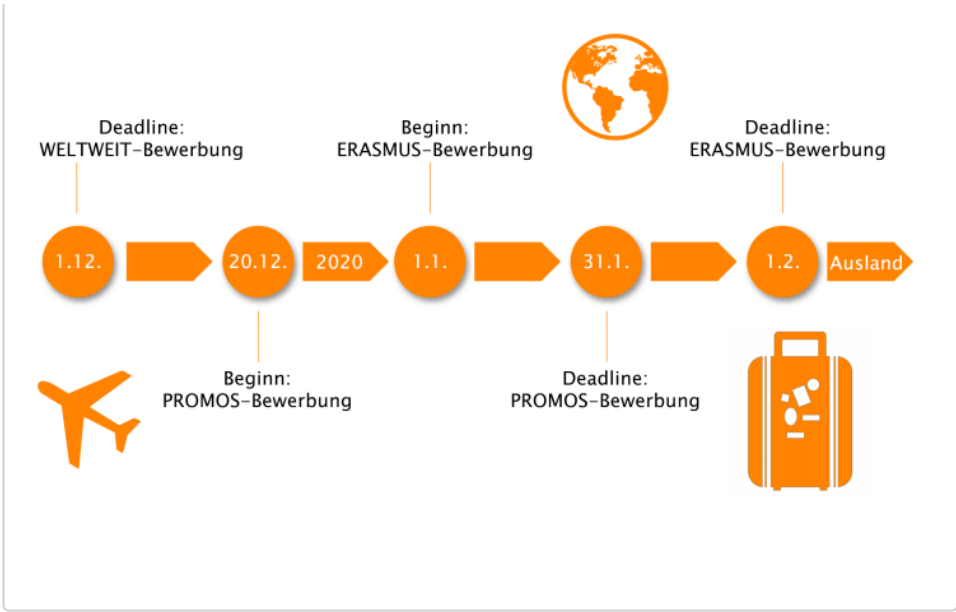 Deadline:
WELTWEIT-Bewerbung
Beginn:
ERASMUS-Bewerbung
Deadline:
ERASMUS-Bewerbung
1.12.
20.12.
2020
1.1.
31.1.
1.2.
Ausland
Beginn:
PROMOS-Bewerbung
Deadline:
PROMOS-Bewerbung